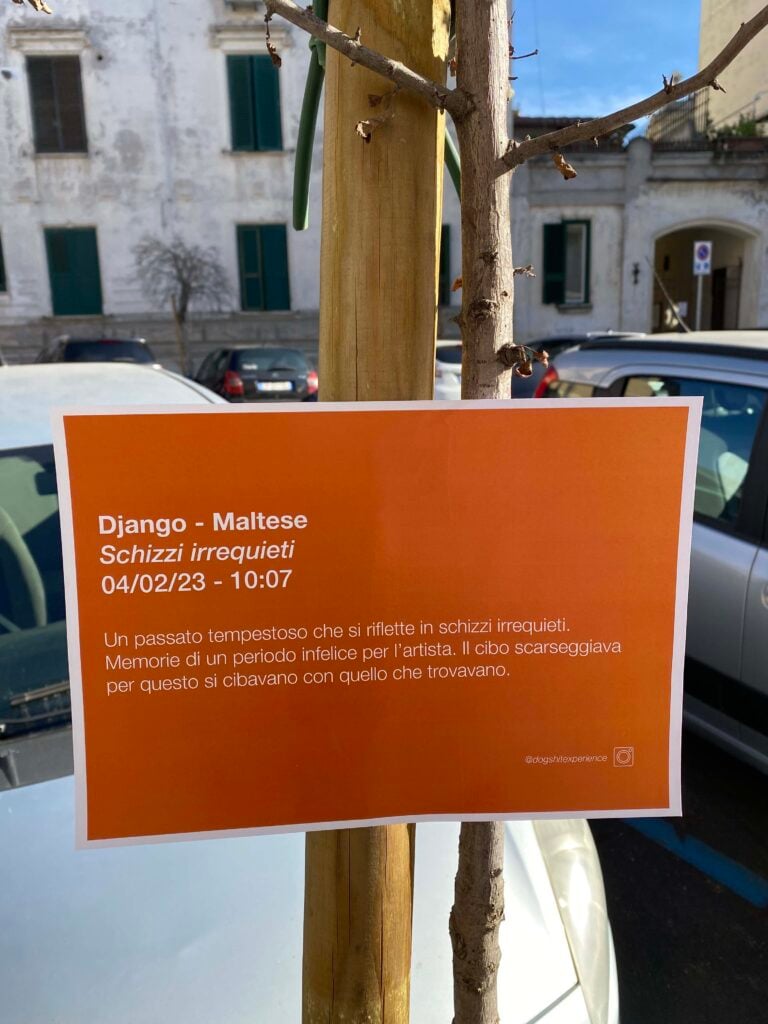 Django - Maltese
Schizzi irrequieti
04/02/23 - 10:07
Un passato tempestoso che si riflette in schizzi irrequieti.
Memorie di un periodo infelice per l'artista. Il cibo scarseggiava
per questo si cibavano con quello che trovavano.
@dogshitexperience